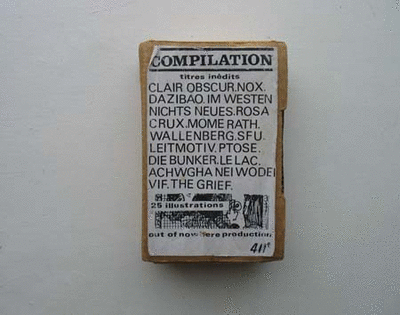 COMPILATION
titres inédits
CLAIR OBSCUR.NOX.
DAZIBAO.IM WESTEN
NICHTS NEUES.ROSA
CRUX.MOME RATH.
WALLENBERG.SFU.
LEITMOTIV.PTOSE.
DIE BUNKER.LE LAC.
ACHWGHA NEI WODEI
VIF.THE GRIEF.
25 illustrations
out of nowhere production